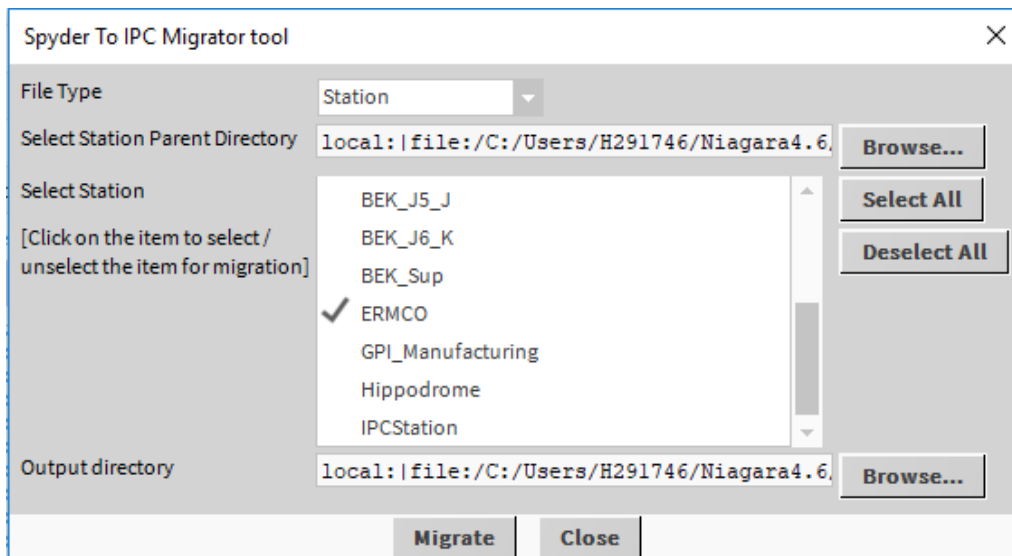 Spyder To IPC Migrator tool
File Type
Station
Select Station Parent Directory
local:|file:/C:/Users/H291746/Niagara4.6/
Browse...
Select Station
[Click on the item to select /
unselect the item for migration]
BEK_J5_J
BEK_J6_K
BEK_Sup
ERMCO
GPI_Manufacturing
Hippodrome
IPCStation
Select All
Deselect All
Output directory
local:|file:/C:/Users/H291746/Niagara4.6/
Browse...
Migrate
Close